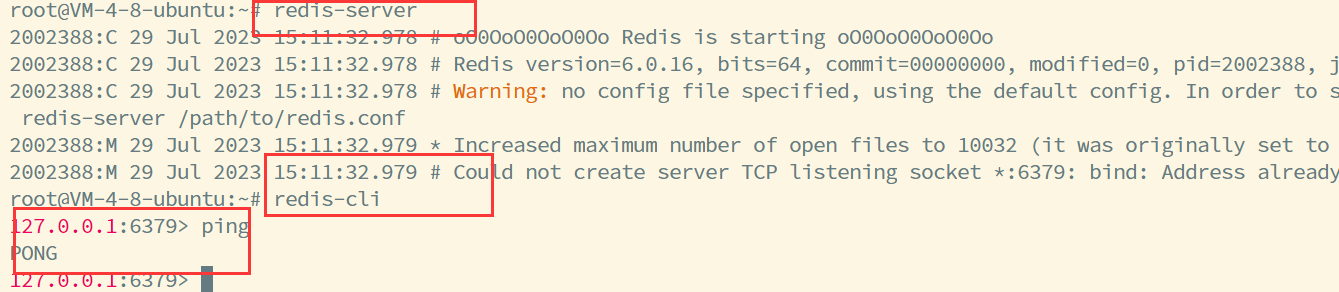 root@VM-4-8-ubuntu:~# redis-server
2002388:C 29 Jul 2023 15:11:32.978 # oO0OoO0OoO0Oo Redis is starting oO0OoO0OoO0Oo
2002388:C 29 Jul 2023 15:11:32.978 # Redis version=6.0.16, bits=64, commit=00000000, modified=0, pid=2002388, j
2002388:C 29 Jul 2023 15:11:32.978 # Warning: no config file specified, using the default config. In order to s
redis-server /path/to/redis.conf
2002388:M 29 Jul 2023 15:11:32.979 * Increased maximum number of open files to 10032 (it was originally set to
2002388:M 29 Jul 2023 15:11:32.979 # Could not create server TCP listening socket *:6379: bind: Address already
root@VM-4-8-ubuntu:~# redis-cli
127.0.0.1:6379> ping
PONG
127.0.0.1:6379>